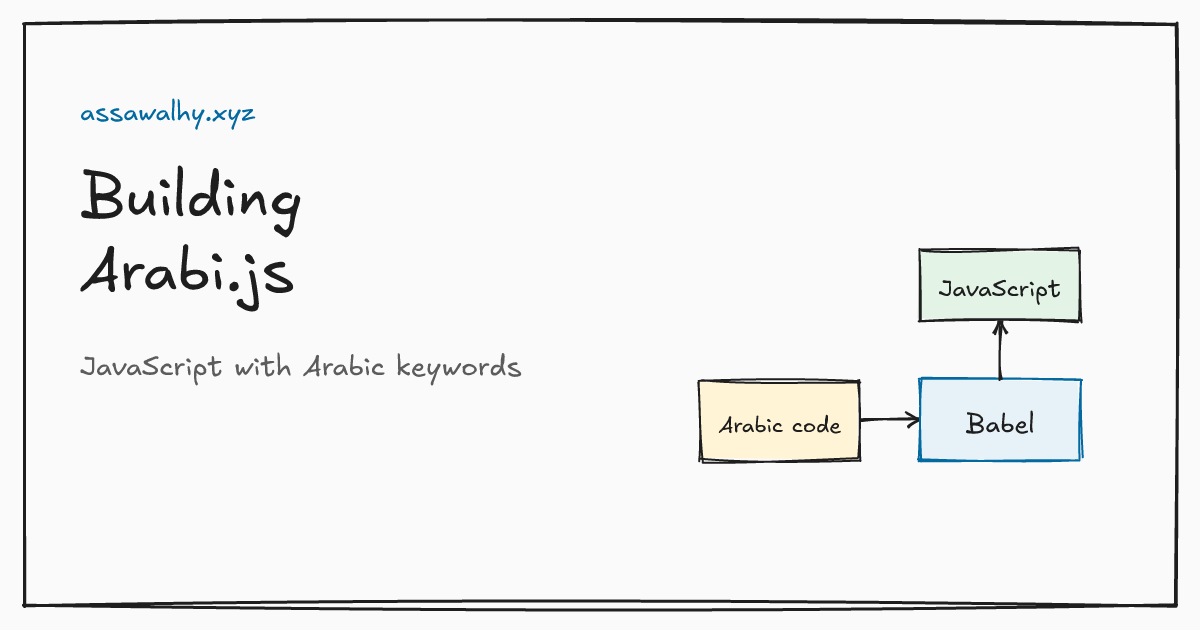 assawalhy.xyz
Building
Arabi.js
JavaScript with Arabic keywords
JavaScript
Arabic code
Babel